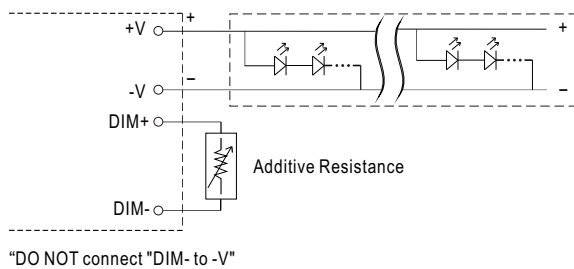 +V
+
+
-V
–
–
DIM+
Additive Resistance
DIM-
“DO NOT connect "DIM- to -V"